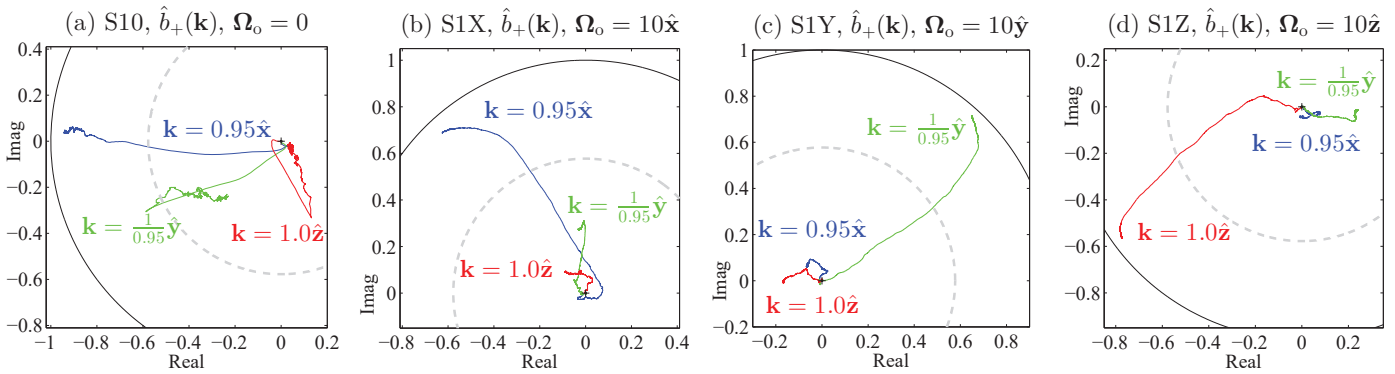 (a) S10, b̂₊(k), Ωₒ = 0
0.4
0.2
0
−0.2
−0.4
−0.6
−0.8
Imag
k = 0.95x̂
k = 1/0.95 ŷ
k = 1.0ẑ
−1 −0.8 −0.6 −0.4 −0.2 0 0.2
Real
(b) S1X, b̂₊(k), Ωₒ = 10x̂
1
0.8
0.6
0.4
0.2
0
Imag
k = 0.95x̂
k = 1/0.95 ŷ
k = 1.0ẑ
−0.8 −0.6 −0.4 −0.2 0 0.2 0.4
Real
(c) S1Y, b̂₊(k), Ωₒ = 10ŷ
1
0.8
0.6
0.4
0.2
0
−0.2
Imag
k = 1/0.95 ŷ
k = 0.95x̂
k = 1.0ẑ
−0.2 0 0.2 0.4 0.6 0.8
Real
(d) S1Z, b̂₊(k), Ωₒ = 10ẑ
0.2
0
−0.2
−0.4
−0.6
−0.8
Imag
k = 1/0.95 ŷ
k = 0.95x̂
k = 1.0ẑ
−0.8 −0.6 −0.4 −0.2 0 0.2
Real